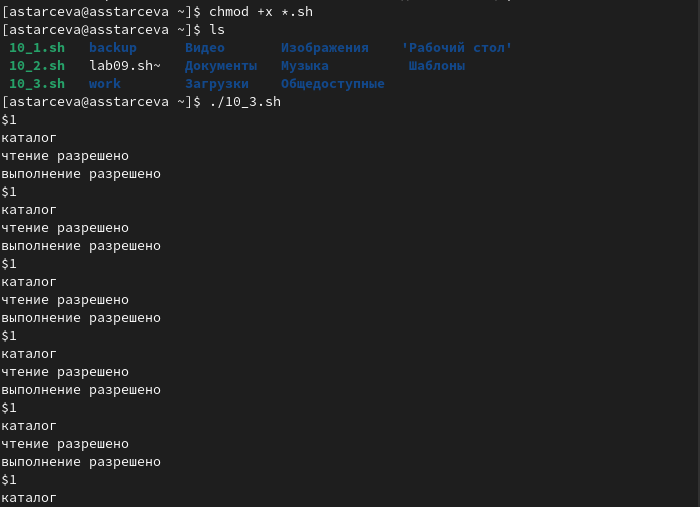 [astarceva@asstarceva ~]$ chmod +x *.sh
[astarceva@asstarceva ~]$ ls
10_1.sh backup Видео Изображения 'Рабочий стол'
10_2.sh lab09.sh~ Документы Музыка Шаблоны
10_3.sh work Загрузки Общедоступные
[astarceva@asstarceva ~]$ ./10_3.sh
$1
каталог
чтение разрешено
выполнение разрешено
$1
каталог
чтение разрешено
выполнение разрешено
$1
каталог
чтение разрешено
выполнение разрешено
$1
каталог
чтение разрешено
выполнение разрешено
$1
каталог
чтение разрешено
выполнение разрешено
$1
каталог